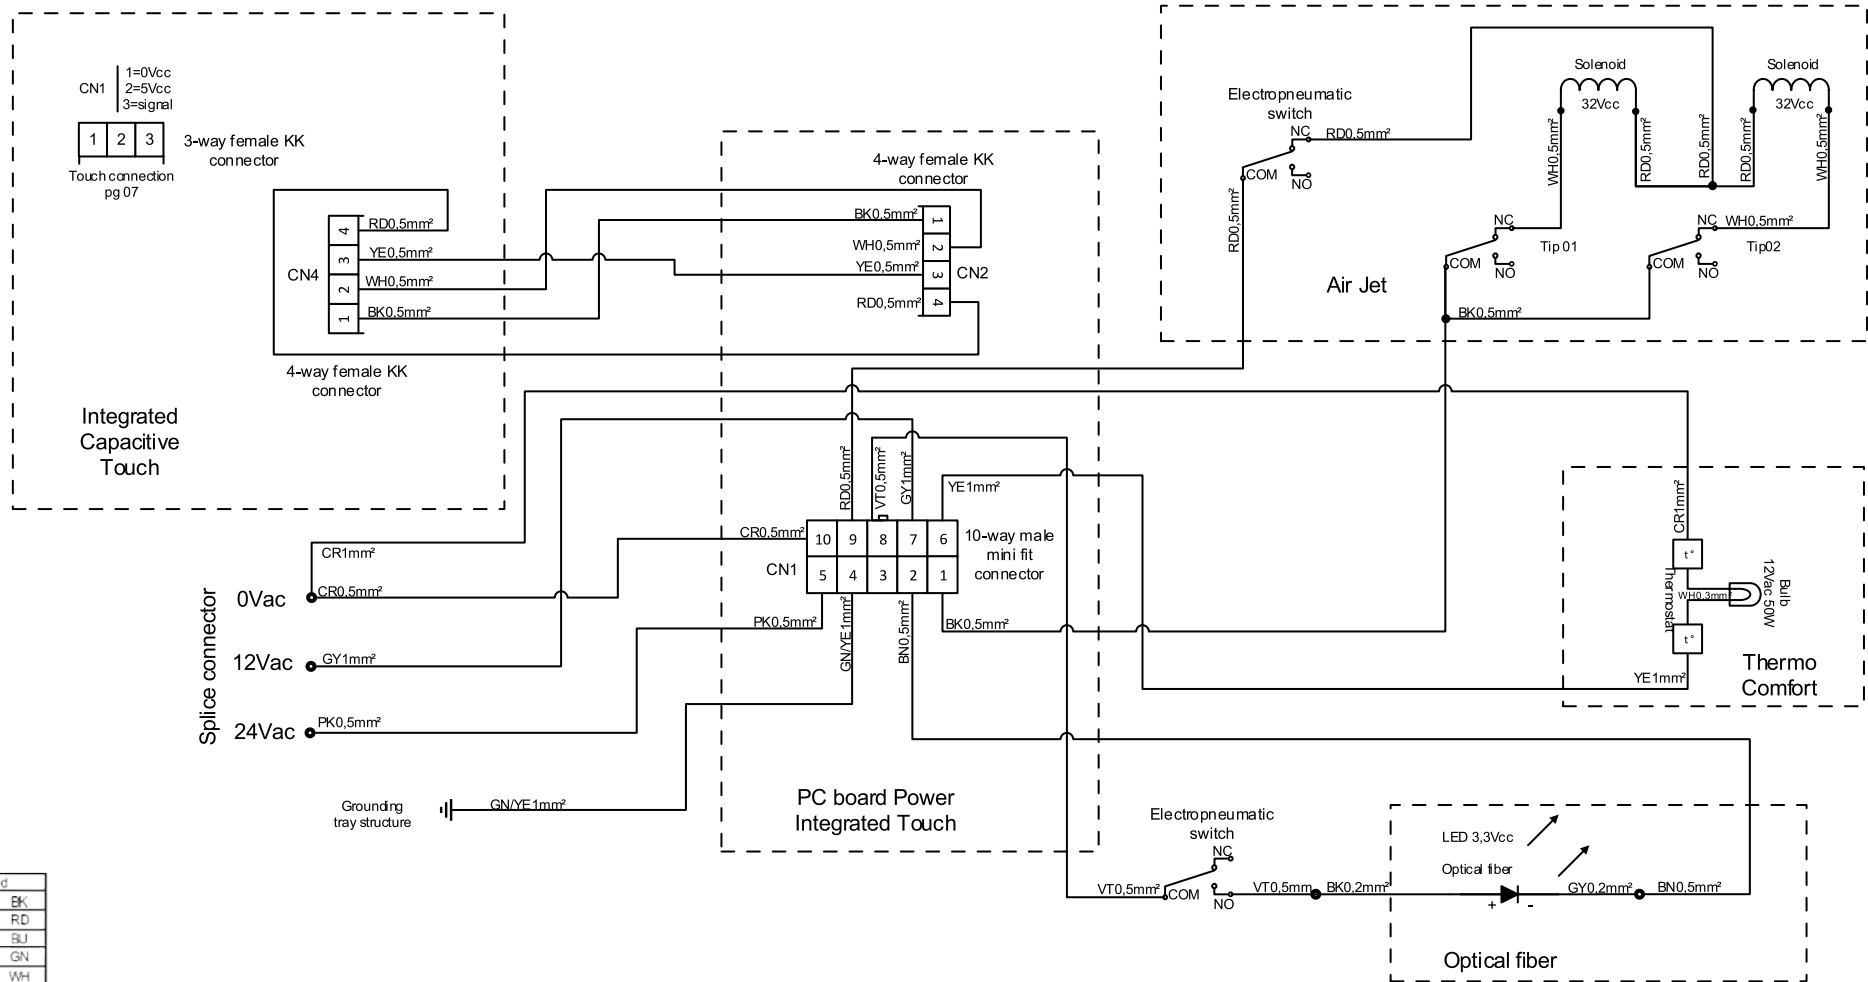 CN1
1=0Vcc
2=5Vcc
3=signal
1 2 3
3-way female KK
connector
Touch connection
pg 07
CN4
4
3
2
1
RD0,5mm²
YE0,5mm²
WH0,5mm²
BK0,5mm²
4-way female KK
connector
Integrated
Capacitive
Touch
4-way female KK
connector
BK0,5mm²
WH0,5mm²
YE0,5mm²
RD0,5mm²
1
2
3
4
CN2
Electropneumatic
switch
NC
RD0,5mm²
COM
NO
RD0,5mm²
Solenoid
32Vcc
WH0,5mm²
RD0,5mm²
RD0,5mm²
Solenoid
32Vcc
RD0,5mm²
WH0,5mm²
NC
Tip 01
COM
NO
NC
WH0,5mm²
Tip02
COM
NO
BK0,5mm²
Air Jet
RD0,5mm²
VT0,5mm²
GY1mm²
YE1mm²
CR0,5mm²
CN1
10 9 8 7 6
5 4 3 2 1
10-way male
mini fit
connector
PK0,5mm²
GN/YE1mm²
BN0,5mm²
BK0,5mm²
PC board Power
Integrated Touch
Splice connector
CR1mm²
0Vac
CR0,5mm²
12Vac
GY1mm²
24Vac
PK0,5mm²
Grounding
tray structure
GN/YE1mm²
CR1mm²
t°
Thermostat
WH0,3mm²
t°
Bulb
12Vac 50W
YE1mm²
Thermo
Comfort
Electropneumatic
switch
NC
VT0,5mm²
COM
NO
VT0,5mm
BK0,2mm²
LED 3,3Vcc
Optical fiber
+ -
GY0,2mm²
BN0,5mm²
Optical fiber
d
BK
RD
BU
GN
WH